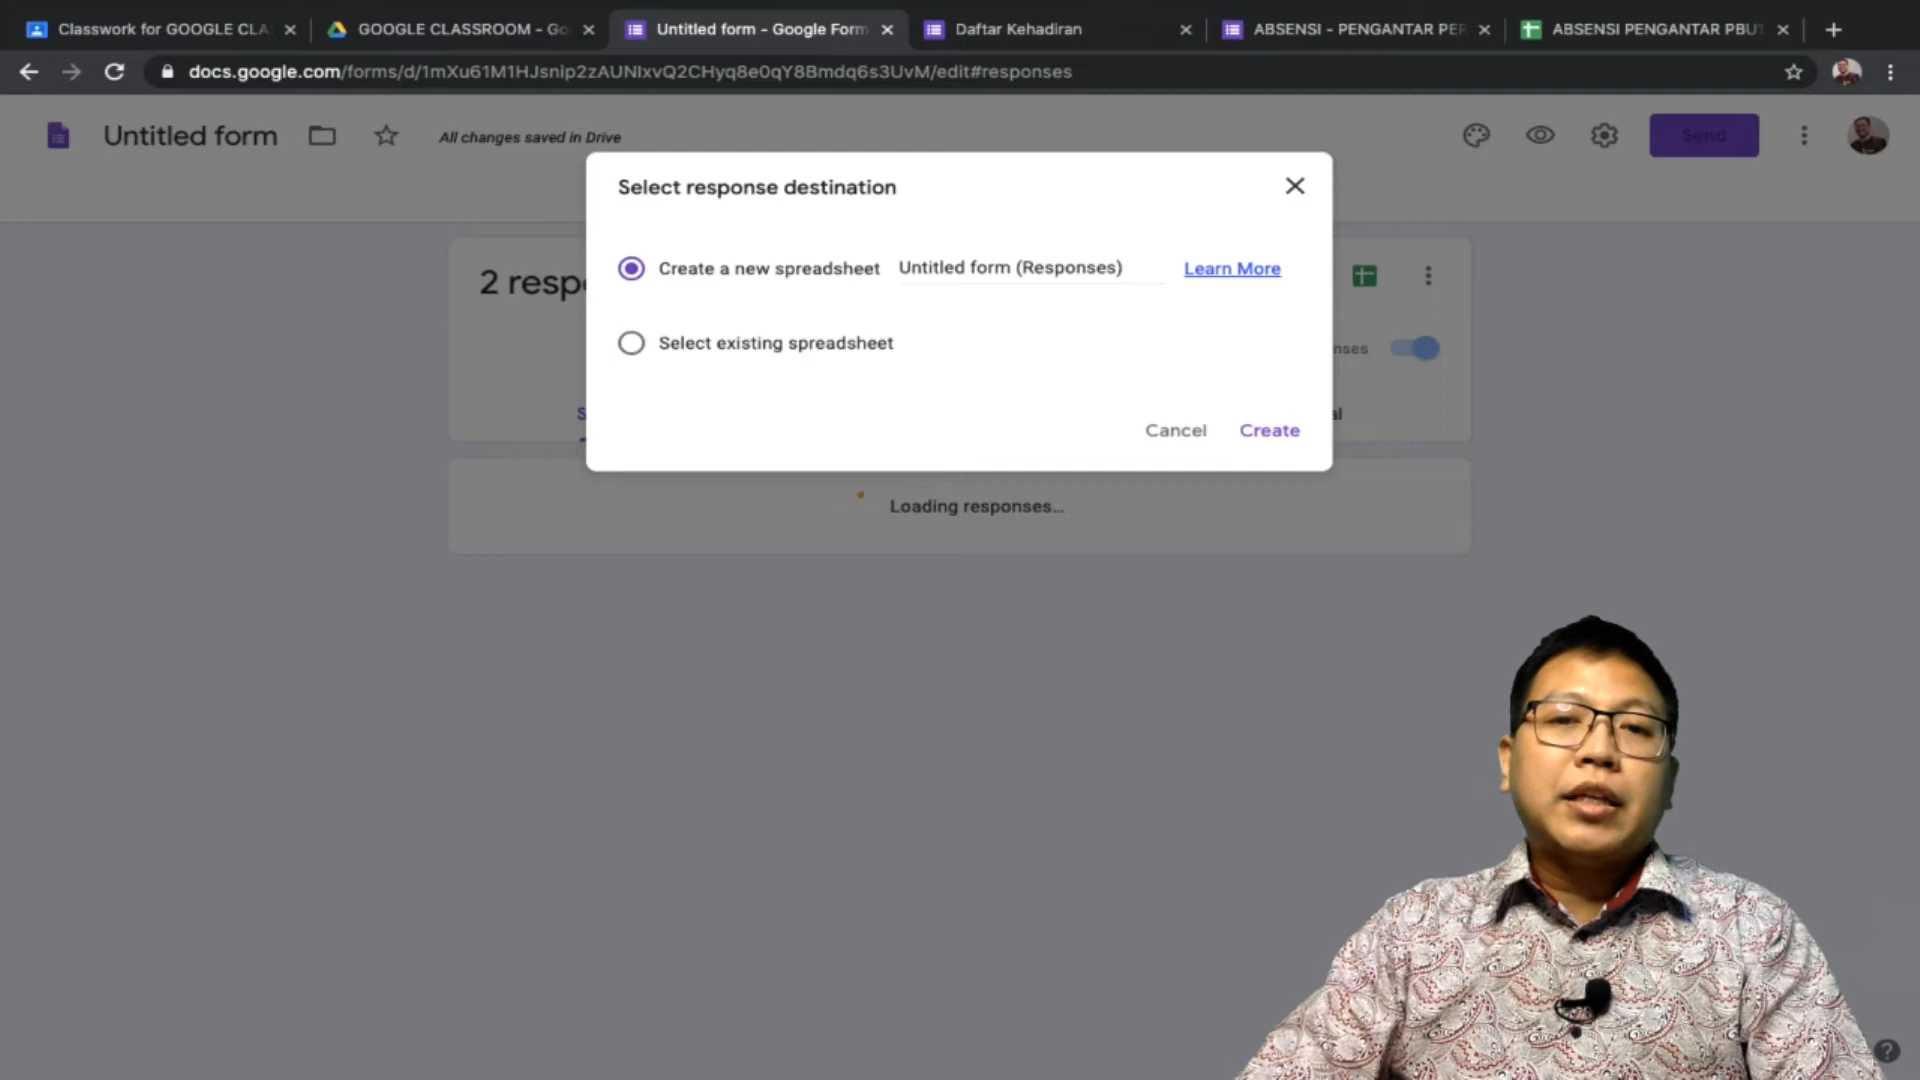 Classwork for GOOGLE CLA
GOOGLE CLASSROOM - Go
Untitled form - Google Form
Daftar Kehadiran
ABSENSI - PENGANTAR PER
ABSENSI PENGANTAR PBU
docs.google.com/forms/d/1mXu61M1HJsnip2zAUNIxvQ2CHyq8e0qY8Bmdq6s3UvM/edit#responses
Untitled form
All changes saved in Drive
Send
Select response destination
2 resp
Create a new spreadsheet
Untitled form (Responses)
Learn More
Select existing spreadsheet
nses
Cancel
Create
Loading responses...